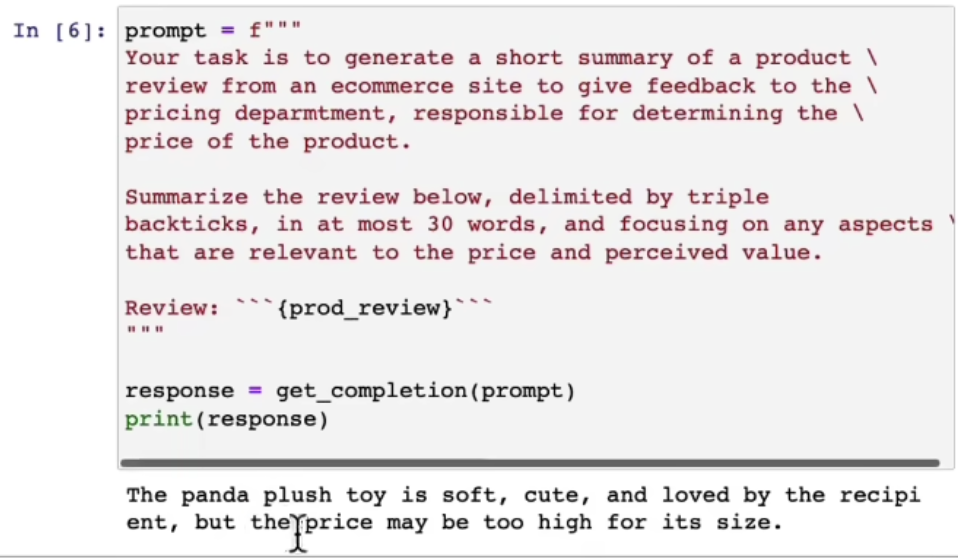 In [6]: prompt = f"""
Your task is to generate a short summary of a product \
review from an ecommerce site to give feedback to the \
pricing deparmtment, responsible for determining the \
price of the product.
Summarize the review below, delimited by triple
backticks, in at most 30 words, and focusing on any aspects \
that are relevant to the price and perceived value.
Review: ```{prod_review}```
"""
response = get_completion(prompt)
print(response)
The panda plush toy is soft, cute, and loved by the recipi
ent, but the price may be too high for its size.